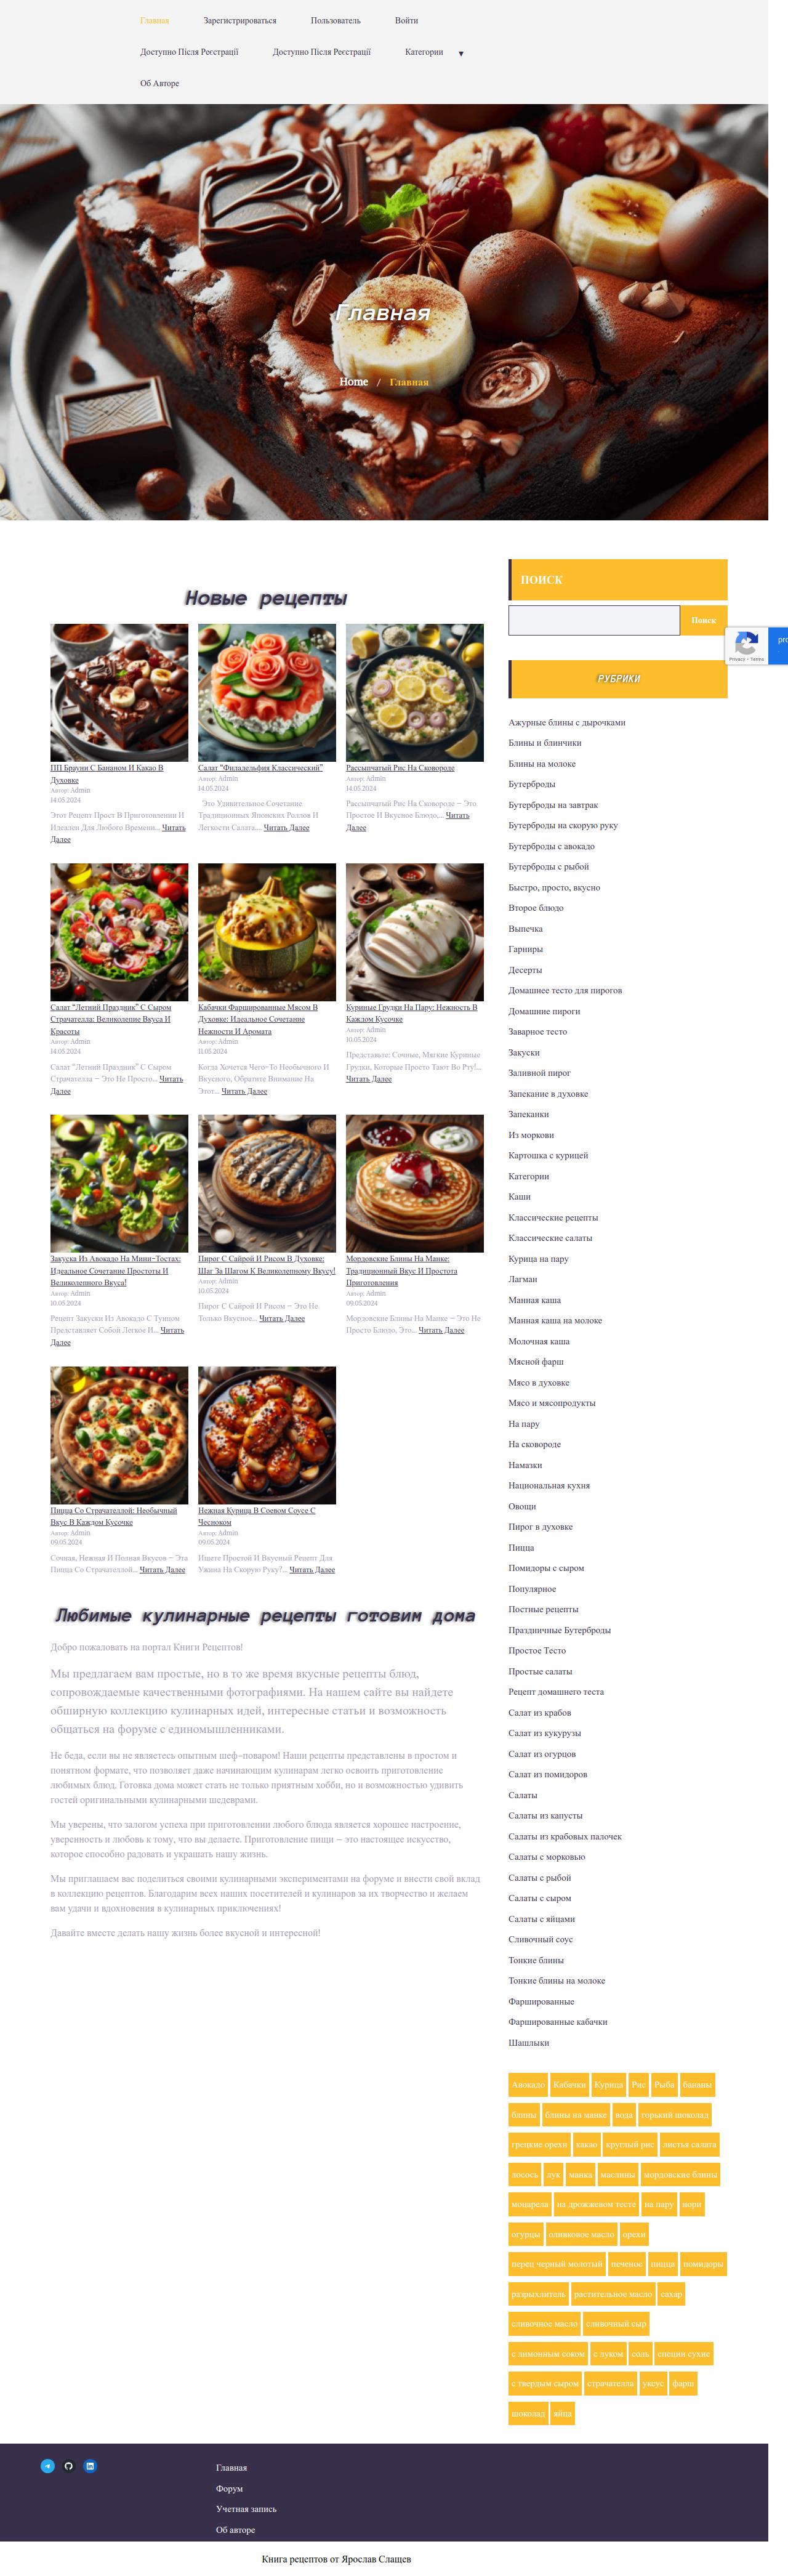 Главная Зарегистрироваться Пользователь Войти
Доступно Після Реєстрації Доступно Після Реєстрації Категории ▼
Об Авторе
Главная
Home / Главная
Новые рецепты
ПП Брауни С Бананом И Какао В
Духовке
Автор: Admin
14.05.2024
Этот Рецепт Прост В Приготовлении И
Идеален Для Любого Времени... Читать
Далее
Салат "Филадельфия Классический"
Автор: Admin
14.05.2024
Это Удивительное Сочетание
Традиционных Японских Роллов И
Легкости Салата.... Читать Далее
Рассыпчатый Рис На Сковороде
Автор: Admin
14.05.2024
Рассыпчатый Рис На Сковороде – Это
Простое И Вкусное Блюдо,... Читать
Далее
Салат "Летний Праздник" С Сыром
Страчателла: Великолепие Вкуса И
Красоты
Автор: Admin
14.05.2024
Салат "Летний Праздник" С Сыром
Страчателла – Это Не Просто... Читать
Далее
Кабачки Фаршированные Мясом В
Духовке: Идеальное Сочетание
Нежности И Аромата
Автор: Admin
11.05.2024
Когда Хочется Чего-То Необычного И
Вкусного, Обратите Внимание На
Этот... Читать Далее
Куриные Грудки На Пару: Нежность В
Каждом Кусочке
Автор: Admin
10.05.2024
Представьте: Сочные, Мягкие Куриные
Грудки, Которые Просто Тают Во Рту!...
Читать Далее
Закуска Из Авокадо На Мини-Тостах:
Идеальное Сочетание Простоты И
Великолепного Вкуса!
Автор: Admin
10.05.2024
Рецепт Закуски Из Авокадо С Тунцом
Представляет Собой Легкое И... Читать
Далее
Пирог С Сайрой И Рисом В Духовке:
Шаг За Шагом К Великолепному Вкусу!
Автор: Admin
10.05.2024
Пирог С Сайрой И Рисом – Это Не
Только Вкусное... Читать Далее
Мордовские Блины На Манке:
Традиционный Вкус И Простота
Приготовления
Автор: Admin
09.05.2024
Мордовские Блины На Манке – Это Не
Просто Блюдо, Это... Читать Далее
Пицца Со Страчателлой: Необычный
Вкус В Каждом Кусочке
Автор: Admin
09.05.2024
Сочная, Нежная И Полная Вкусов – Эта
Пицца Со Страчателлой... Читать Далее
Нежная Курица В Соевом Соусе С
Чесноком
Автор: Admin
09.05.2024
Ищете Простой И Вкусный Рецепт Для
Ужина На Скорую Руку?... Читать Далее
Любимые кулинарные рецепты готовим дома
Добро пожаловать на портал Книги Рецептов!
Мы предлагаем вам простые, но в то же время вкусные рецепты блюд,
сопровождаемые качественными фотографиями. На нашем сайте вы найдете
обширную коллекцию кулинарных идей, интересные статьи и возможность
общаться на форуме с единомышленниками.
Не беда, если вы не являетесь опытным шеф-поваром! Наши рецепты представлены в простом и
понятном формате, что позволяет даже начинающим кулинарам легко освоить приготовление
любимых блюд. Готовка дома может стать не только приятным хобби, но и возможностью удивить
гостей оригинальными кулинарными шедеврами.
Мы уверены, что залогом успеха при приготовлении любого блюда является хорошее настроение,
уверенность и любовь к тому, что вы делаете. Приготовление пищи – это настоящее искусство,
которое способно радовать и украшать нашу жизнь.
Мы приглашаем вас поделиться своими кулинарными экспериментами на форуме и внести свой вклад
в коллекцию рецептов. Благодарим всех наших посетителей и кулинаров за их творчество и желаем
вам удачи и вдохновения в кулинарных приключениях!
Давайте вместе делать нашу жизнь более вкусной и интересной!
ПОИСК
Поиск
Privacy - Terms
РУБРИКИ
Ажурные блины с дырочками
Блины и блинчики
Блины на молоке
Бутерброды
Бутерброды на завтрак
Бутерброды на скорую руку
Бутерброды с авокадо
Бутерброды с рыбой
Быстро, просто, вкусно
Второе блюдо
Выпечка
Гарниры
Десерты
Домашнее тесто для пирогов
Домашние пироги
Заварное тесто
Закуски
Заливной пирог
Запекание в духовке
Запеканки
Из моркови
Картошка с курицей
Категории
Каши
Классические рецепты
Классические салаты
Курица на пару
Лагман
Манная каша
Манная каша на молоке
Молочная каша
Мясной фарш
Мясо в духовке
Мясо и мясопродукты
На пару
На сковороде
Намазки
Национальная кухня
Овощи
Пирог в духовке
Пицца
Помидоры с сыром
Популярное
Постные рецепты
Праздничные Бутерброды
Простое Тесто
Простые салаты
Рецепт домашнего теста
Салат из крабов
Салат из кукурузы
Салат из огурцов
Салат из помидоров
Салаты
Салаты из капусты
Салаты из крабовых палочек
Салаты с морковью
Салаты с рыбой
Салаты с сыром
Салаты с яйцами
Сливочный соус
Тонкие блины
Тонкие блины на молоке
Фаршированные
Фаршированные кабачки
Шашлыки
Авокадо Кабачки Курица Рис Рыба бананы
блины блины на манке вода горький шоколад
грецкие орехи какао круглый рис листья салата
лосось лук манка маслины мордовские блины
моцарела на дрожжевом тесте на пару нори
огурцы оливковое масло орехи
перец черный молотый печеное пицца помидоры
разрыхлитель растительное масло сахар
сливочное масло сливочный сыр
с лимонным соком с луком соль специи сухие
с твердым сыром страчателла уксус фарш
шоколад яйца
Главная
Форум
Учетная запись
Об авторе
Книга рецептов от Ярослав Слащев